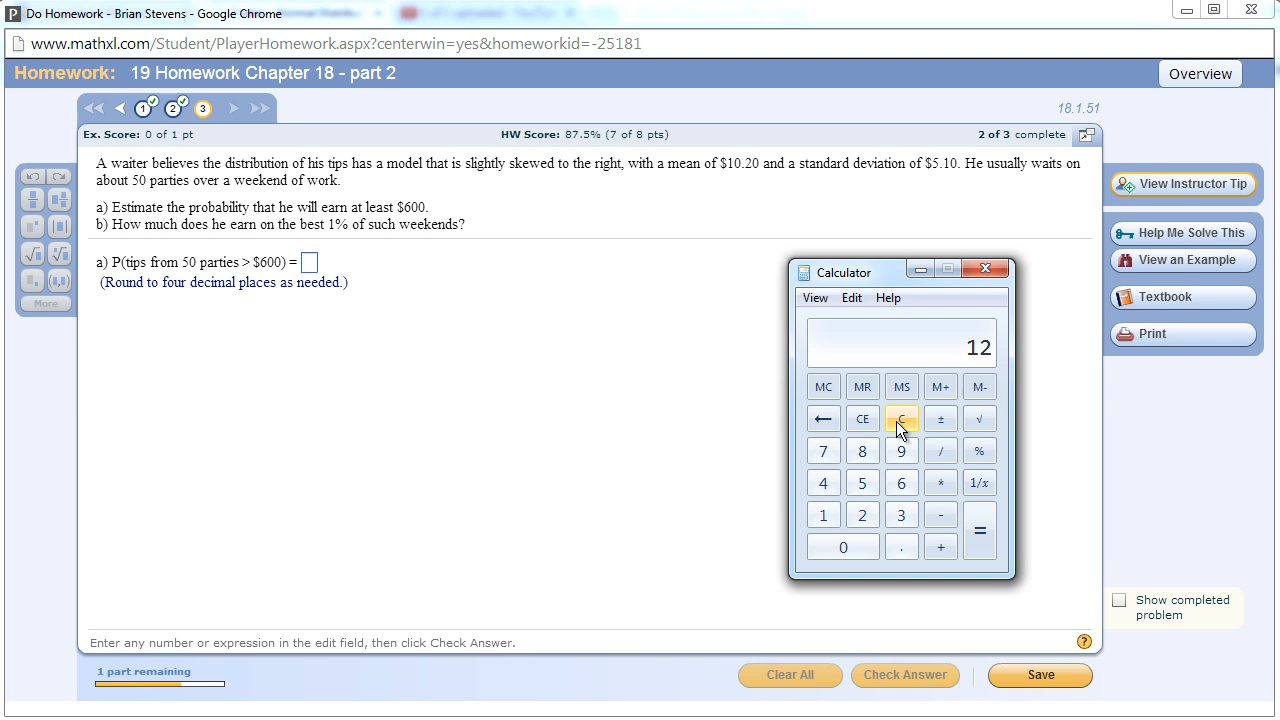 Do Homework - Brian Stevens - Google Chrome
www.mathxl.com/Student/PlayerHomework.aspx?centerwin=yes&homeworkid=-25181
Homework: 19 Homework Chapter 18 - part 2
Overview
1 2 3
18.1.51
Ex. Score: 0 of 1 pt HW Score: 87.5% (7 of 8 pts) 2 of 3 complete
A waiter believes the distribution of his tips has a model that is slightly skewed to the right, with a mean of $10.20 and a standard deviation of $5.10. He usually waits on
about 50 parties over a weekend of work.
a) Estimate the probability that he will earn at least $600.
b) How much does he earn on the best 1% of such weekends?
a) P(tips from 50 parties > $600) =
(Round to four decimal places as needed.)
More
View Instructor Tip
Help Me Solve This
View an Example
Textbook
Print
Calculator
View Edit Help
12
MC MR MS M+ M-
← CE C ± √
7 8 9 / %
4 5 6 * 1/x
1 2 3 - =
0 . +
Show completed
problem
Enter any number or expression in the edit field, then click Check Answer.
?
1 part remaining
Clear All Check Answer Save